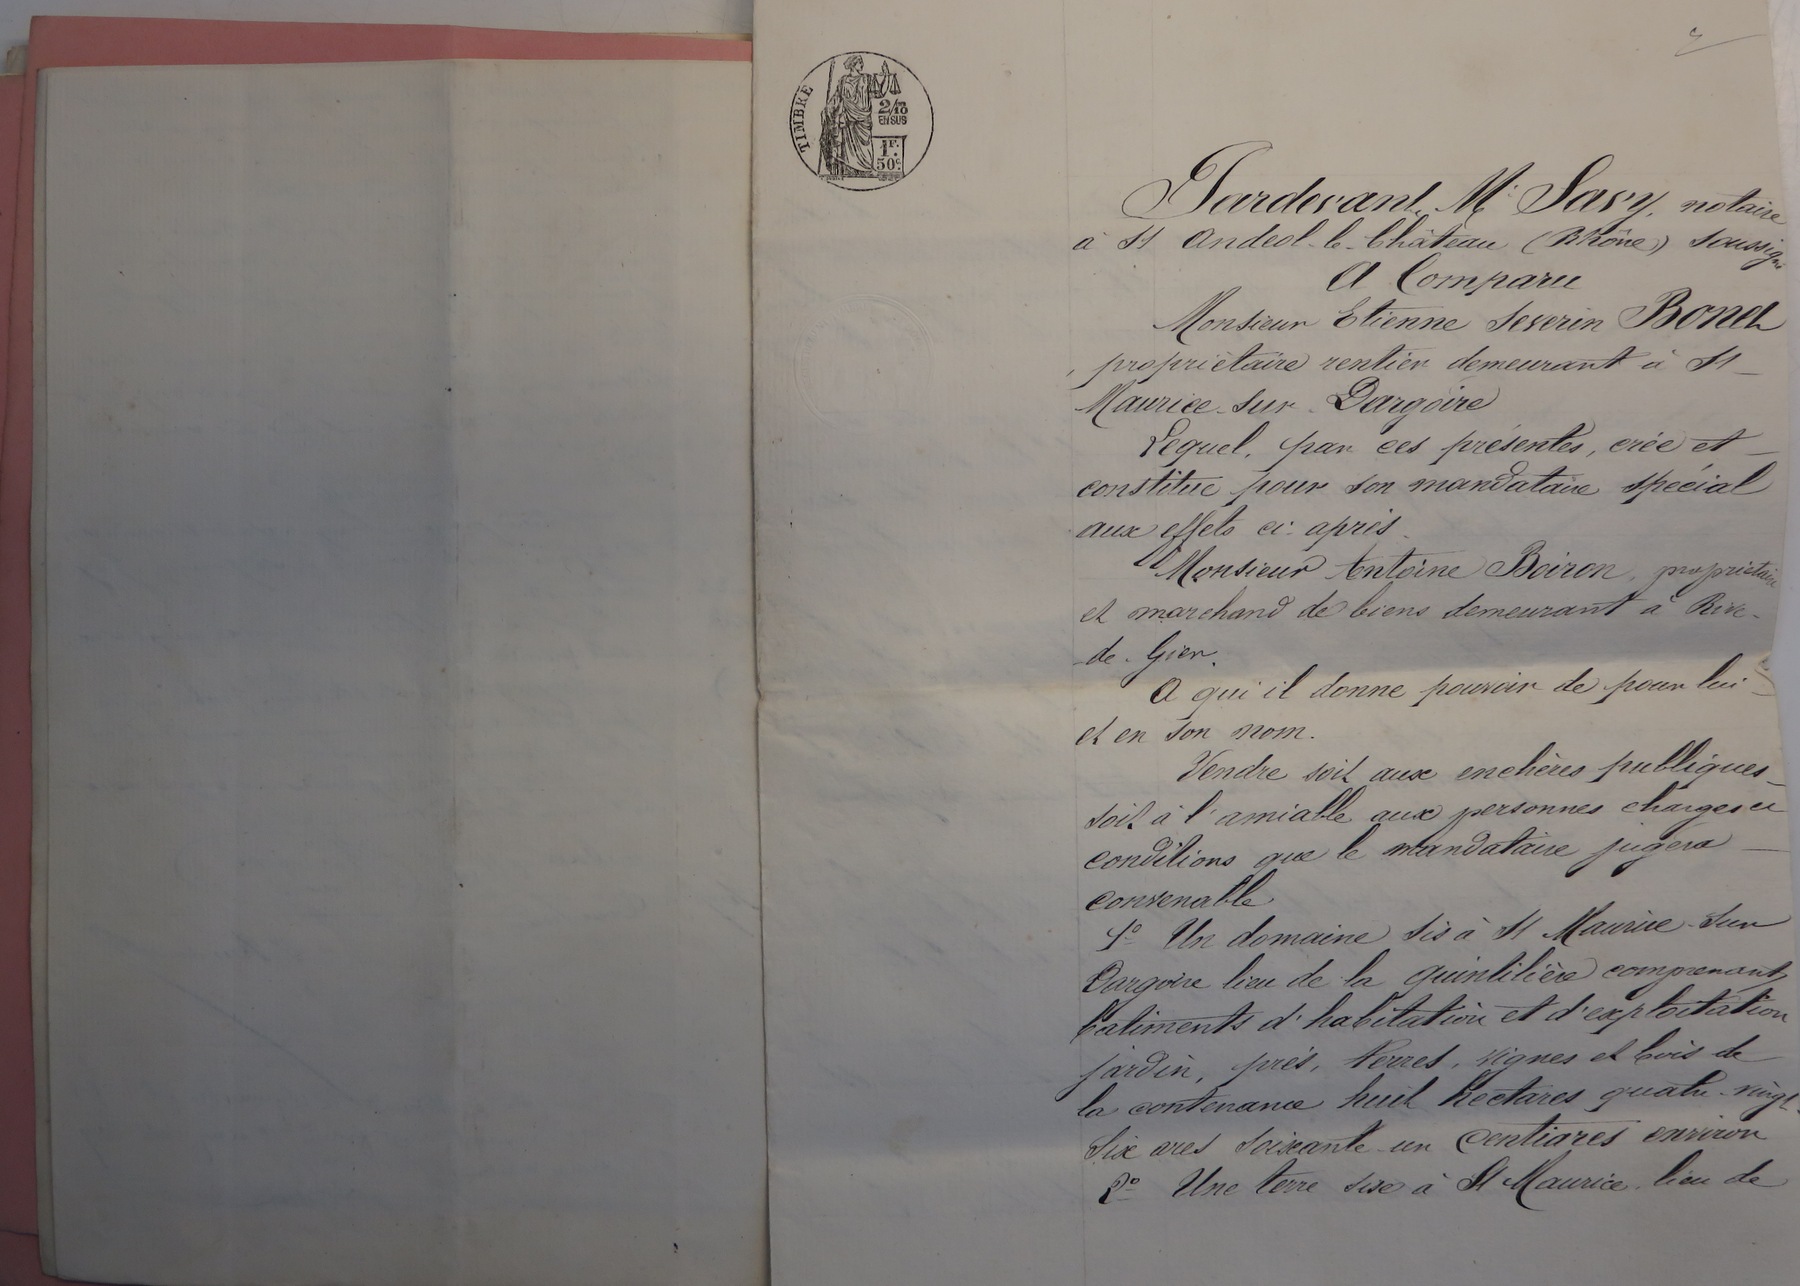 TIMBRE
2/10
EN SUS
1F.
50c.
Pardevant Me Savy, notaire
à St Andeol-le-Château (Rhône) soussigné
A Comparu
Monsieur Etienne Severin Bonet
, propriétaire rentier demeurant à St
Maurice-sur-Dargoire
Lequel, par ces présentes, crée et
constitue pour son mandataire spécial
aux effets ci-après.
Monsieur Antoine Boiron, propriétaire
et marchand de biens demeurant à Rive-
de-Gier.
A qui il donne pouvoir de pour lui
et en son nom.
Vendre soit aux enchères publiques
soit à l'amiable aux personnes charges et
conditions que le mandataire jugera
convenable
1o Un domaine sis à St Maurice-sur
Dargoire lieu de la Quintilière comprenant
batiments d'habitation et d'exploitation
jardin, prés, terres, vignes et bois de
la contenance huit hectares quatre-vingt-
six ares soixante-un centiares environ
2o Une terre sise à St Maurice, lieu de